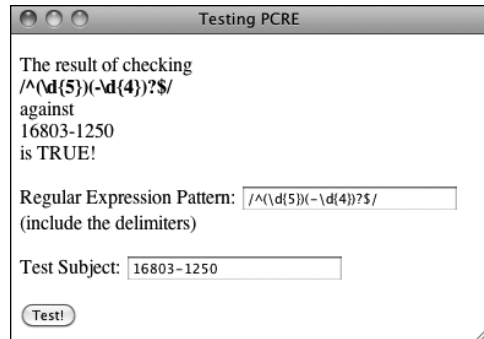 Testing PCRE
The result of checking
/^(\d{5})(-\d{4})?$/
against
16803-1250
is TRUE!
Regular Expression Pattern: /^(\d{5})(-\d{4})?$/
(include the delimiters)
Test Subject: 16803-1250
Test!